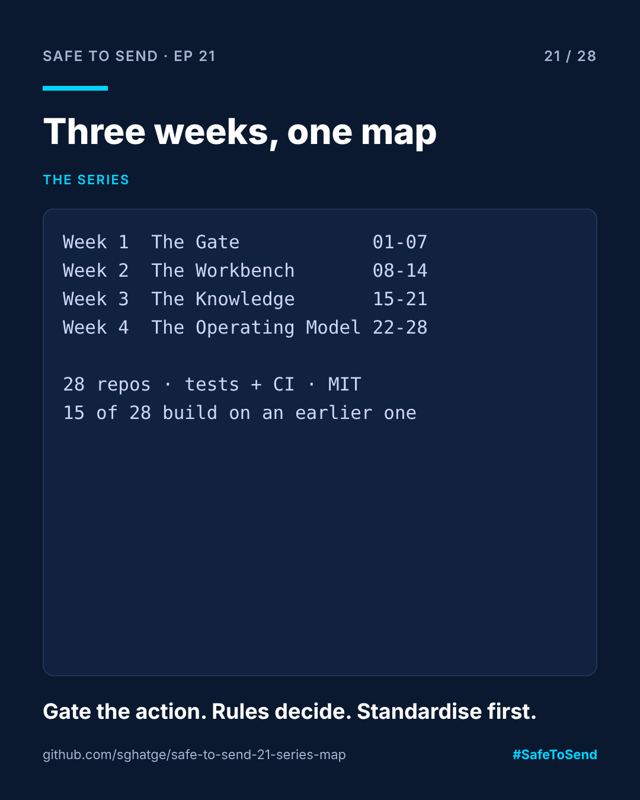 SAFE TO SEND · EP 21
21 / 28
Three weeks, one map
THE SERIES
Week 1  The Gate            01-07
Week 2  The Workbench       08-14
Week 3  The Knowledge       15-21
Week 4  The Operating Model 22-28
28 repos · tests + CI · MIT
15 of 28 build on an earlier one
Gate the action. Rules decide. Standardise first.
github.com/sghatge/safe-to-send-21-series-map
#SafeToSend